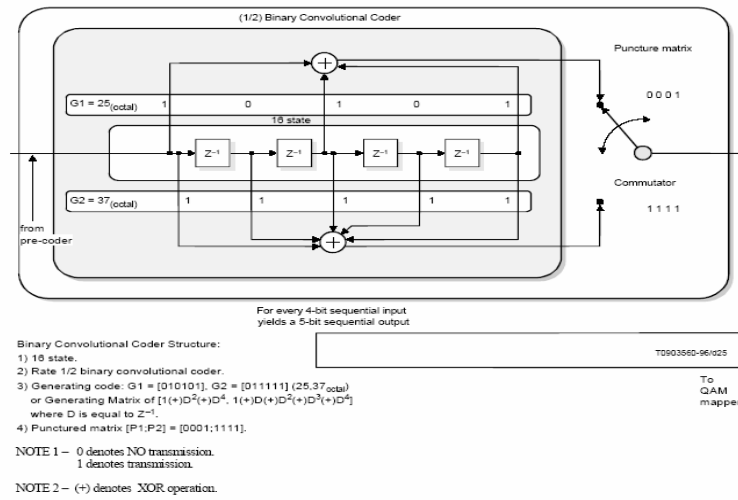 (1/2) Binary Convolutional Coder
Puncture matrix
0 0 0 1
G1 = 25(octal) 1 0 1 0 1
16 state
Z⁻¹ Z⁻¹ Z⁻¹ Z⁻¹
Commutator
G2 = 37(octal) 1 1 1 1 1
1 1 1 1
from
pre-coder
For every 4-bit sequential input
yields a 5-bit sequential output
Binary Convolutional Coder Structure:
1) 16 state.
2) Rate 1/2 binary convolutional coder.
3) Generating code: G1 = [010101], G2 = [011111] (25,37octal)
or Generating Matrix of [1(+)D²(+)D⁴, 1(+)D(+)D²(+)D³(+)D⁴]
where D is equal to Z⁻¹.
4) Punctured matrix [P1;P2] = [0001;1111].
T0903560-96/d25
To
QAM
mapper
NOTE 1 – 0 denotes NO transmission.
1 denotes transmission.
NOTE 2 – (+) denotes XOR operation.